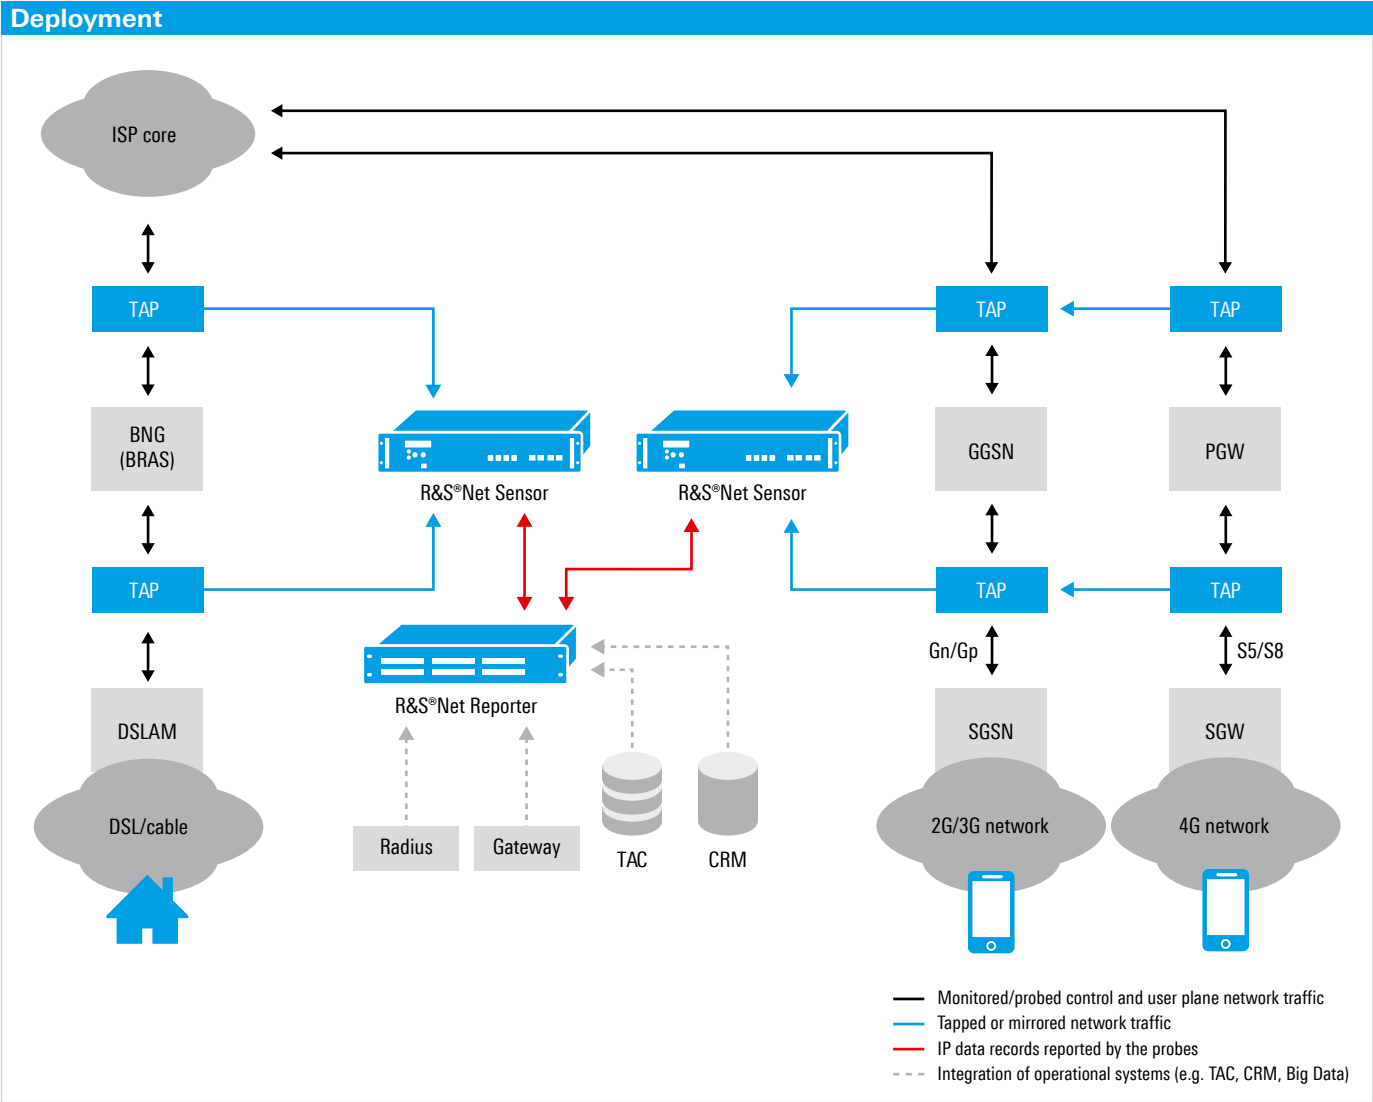 Deployment
ISP core
TAP
TAP
TAP
BNG
(BRAS)
GGSN
PGW
R&S®Net Sensor
R&S®Net Sensor
TAP
TAP
TAP
Gn/Gp
S5/S8
R&S®Net Reporter
DSLAM
SGSN
SGW
DSL/cable
2G/3G network
4G network
Radius
Gateway
TAC
CRM
Monitored/probed control and user plane network traffic
Tapped or mirrored network traffic
IP data records reported by the probes
Integration of operational systems (e.g. TAC, CRM, Big Data)